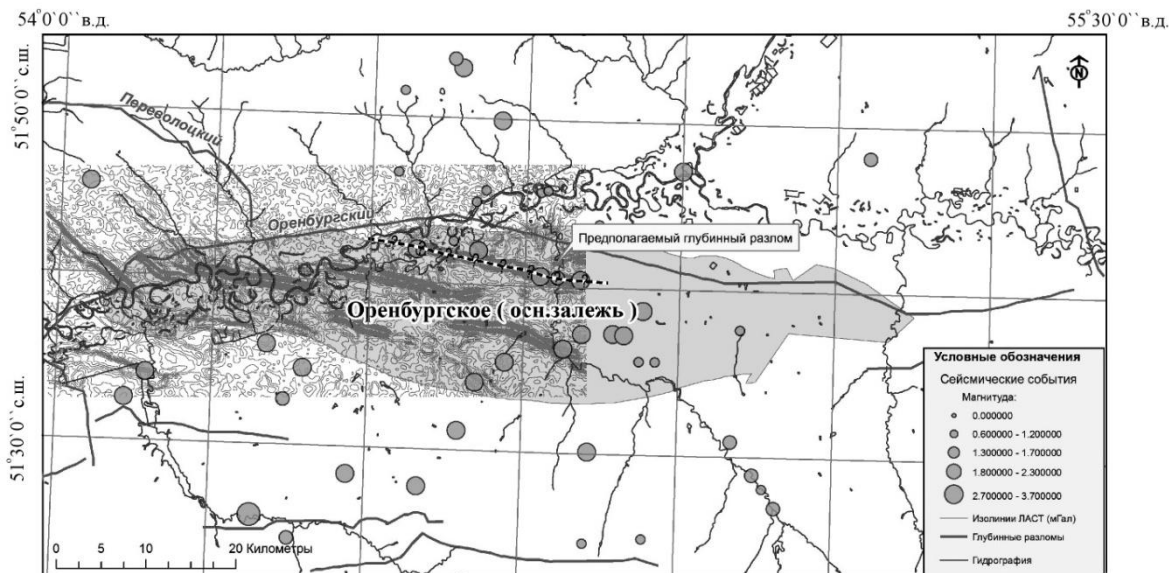 54°0`0``в.д.
55°30`0``в.д.
N
51°50`0``с.ш.
Переволоцкий
Оренбургский
Предполагаемый глубинный разлом
Оренбургское ( осн.залежь )
51°30`0``с.ш.
0 5 10 20 Километры
Условные обозначения
Сейсмические события
Магнитуда:
0.000000
0.600000 - 1.200000
1.300000 - 1.700000
1.800000 - 2.300000
2.700000 - 3.700000
Изолинии ЛАСТ (мГал)
Глубинные разломы
Гидрография